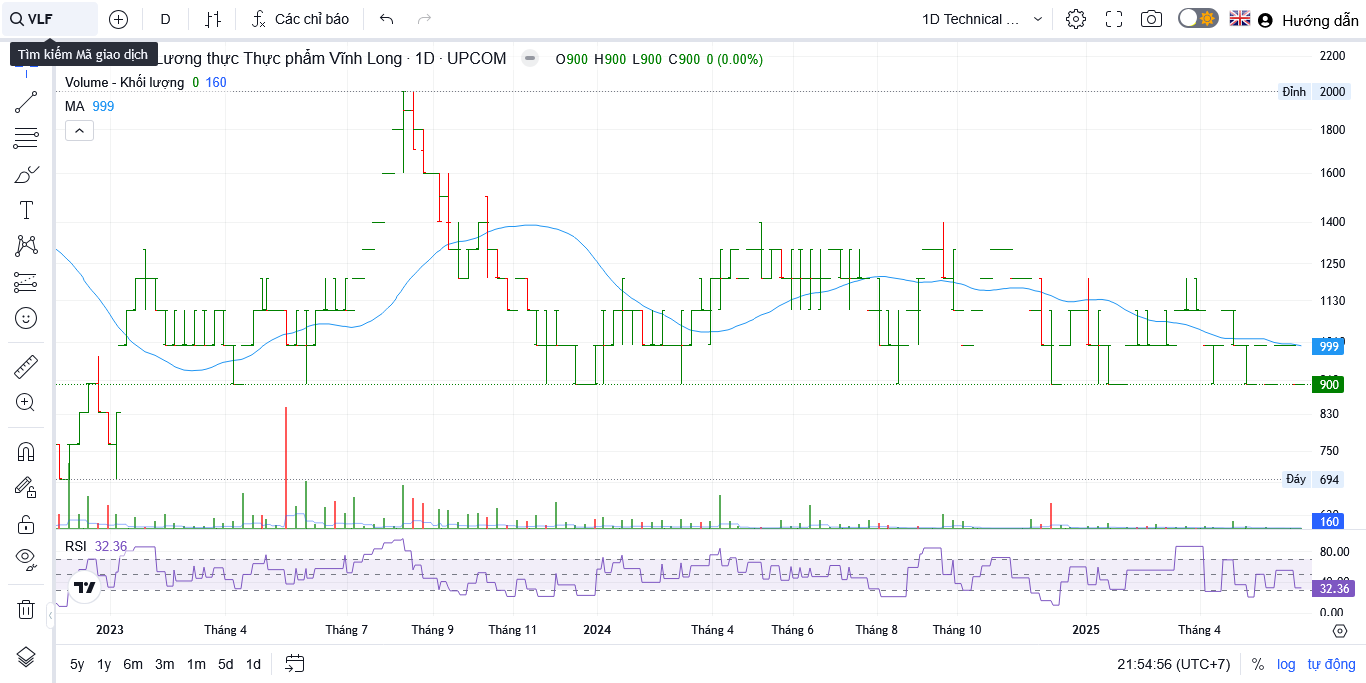 VLF D Các chỉ báo 1D Technical ... Hướng dẫn
Tìm kiếm Mã giao dịch
Lương thực Thực phẩm Vĩnh Long · 1D · UPCOM O900 H900 L900 C900 0 (0.00%)
Volume - Khối lượng 0 160
MA 999
2200
Đỉnh 2000
1800
1600
1400
1250
1130
999
900
830
750
Đáy 694
160
RSI 32.36
80.00
32.36
0.00
2023 Tháng 4 Tháng 7 Tháng 9 Tháng 11 2024 Tháng 4 Tháng 6 Tháng 8 Tháng 10 2025 Tháng 4
5y 1y 6m 3m 1m 5d 1d 21:54:56 (UTC+7) % log tự động